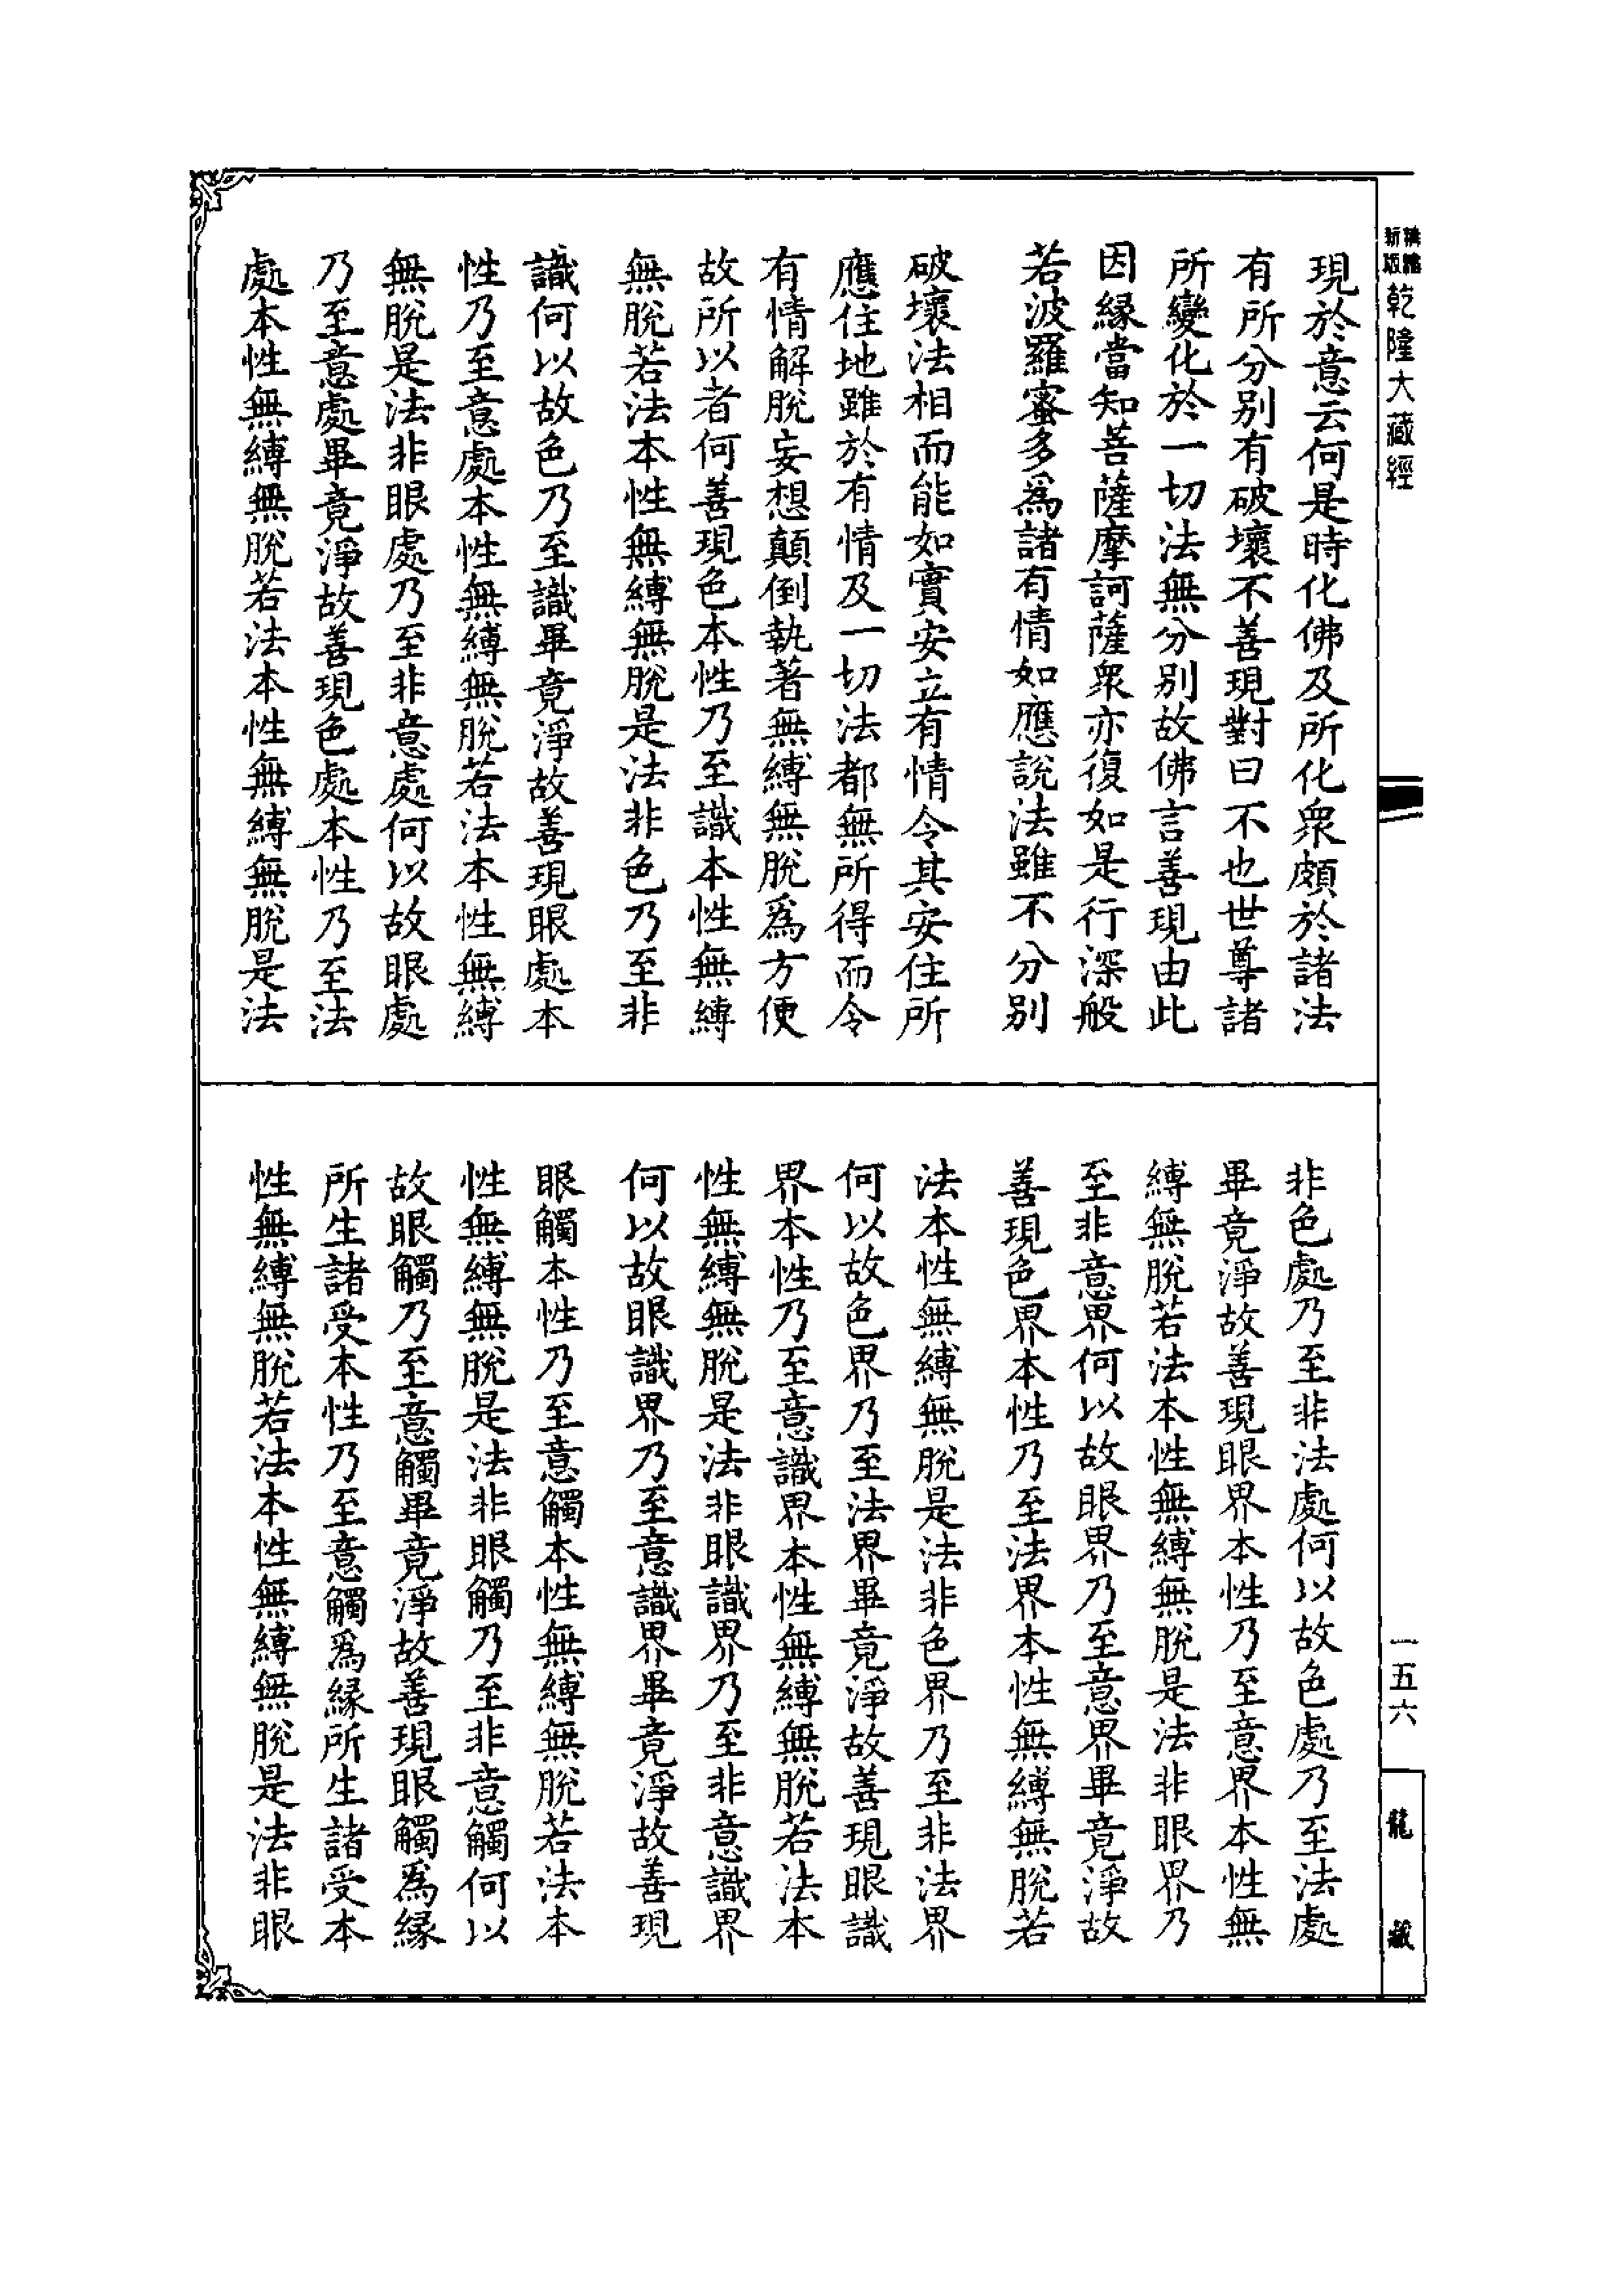 乾隆大藏經
現於意云何是時化佛及所化衆頗於諸法
有所分別有破壞不善現對曰不也世尊諸
所變化於一切法無分別故佛言善現由此
因緣當知菩薩摩訶薩衆亦復如是行深般
若波羅蜜多爲諸有情如應說法雖不分別
破壞法相而能如實安立有情令其安住所
應住地雖於有情及一切法都無所得而令
有情解脫妄想顛倒執著無縛無脫爲方便
故所以者何善現色本性乃至識本性無縛
無脫若法本性無縛無脫是法非色乃至非
識何以故色乃至識畢竟淨故善現眼處本
性乃至意處本性無縛無脫若法本性無縛
無脫是法非眼處乃至非意處何以故眼處
乃至意處畢竟淨故善現色處本性乃至法
處本性無縛無脫若法本性無縛無脫是法
非色處乃至非法處何以故色處乃至法處
畢竟淨故善現眼界本性乃至意界本性無
縛無脫若法本性無縛無脫是法非眼界乃
至非意界何以故眼界乃至意界畢竟淨故
善現色界本性乃至法界本性無縛無脫若
法本性無縛無脫是法非色界乃至非法界
何以故色界乃至法界畢竟淨故善現眼識
界本性乃至意識界本性無縛無脫若法本
性無縛無脫是法非眼識界乃至非意識界
何以故眼識界乃至意識界畢竟淨故善現
眼觸本性乃至意觸本性無縛無脫若法本
性無縛無脫是法非眼觸乃至非意觸何以
故眼觸乃至意觸畢竟淨故善現眼觸爲緣
所生諸受本性乃至意觸爲緣所生諸受本
性無縛無脫若法本性無縛無脫是法非眼
一五六
龍藏